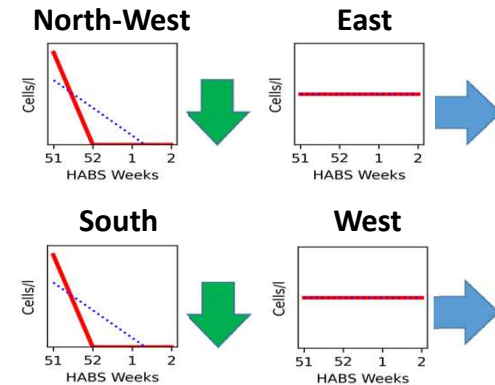 North-West
Cells/l
51 52 1 2
HABS Weeks
East
Cells/l
51 52 1 2
HABS Weeks
South
Cells/l
51 52 1 2
HABS Weeks
West
Cells/l
51 52 1 2
HABS Weeks